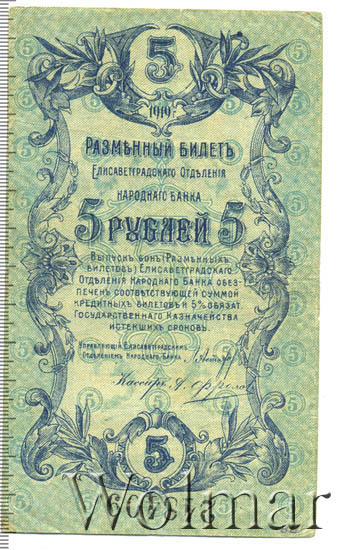 5
1919
РАЗМѢННЫЙ БИЛЕТЪ
ЕЛИСАВЕТГРАДСКАГО ОТДѢЛЕНІЯ
НАРОДНАГО БАНКА
5 РУБЛЕЙ 5
ВЫПУСКЪ БОНЪ (РАЗМѢННЫХЪ
БИЛЕТОВЪ) ЕЛИСАВЕТГРАДСКАГО
ОТДѢЛЕНІЯ НАРОДНАГО БАНКА ОБЕЗ-
ПЕЧЕНЪ СООТВѢТСТВУЮЩЕЙ СУММОЙ
КРЕДИТНЫХЪ БИЛЕТОВЪ И 5% ОБЯЗАТ.
ГОСУДАРСТВЕННАГО КАЗНАЧЕЙСТВА
ИСТЕКШИХЪ СРОКОВЪ.
УПРАВЛЯЮЩІЙ ЕЛИСАВЕТГРАДСКИМЪ
ОТДѢЛЕНІЕМЪ НАРОДНАГО БАНКА
Кассиръ
5 5
Wolmar